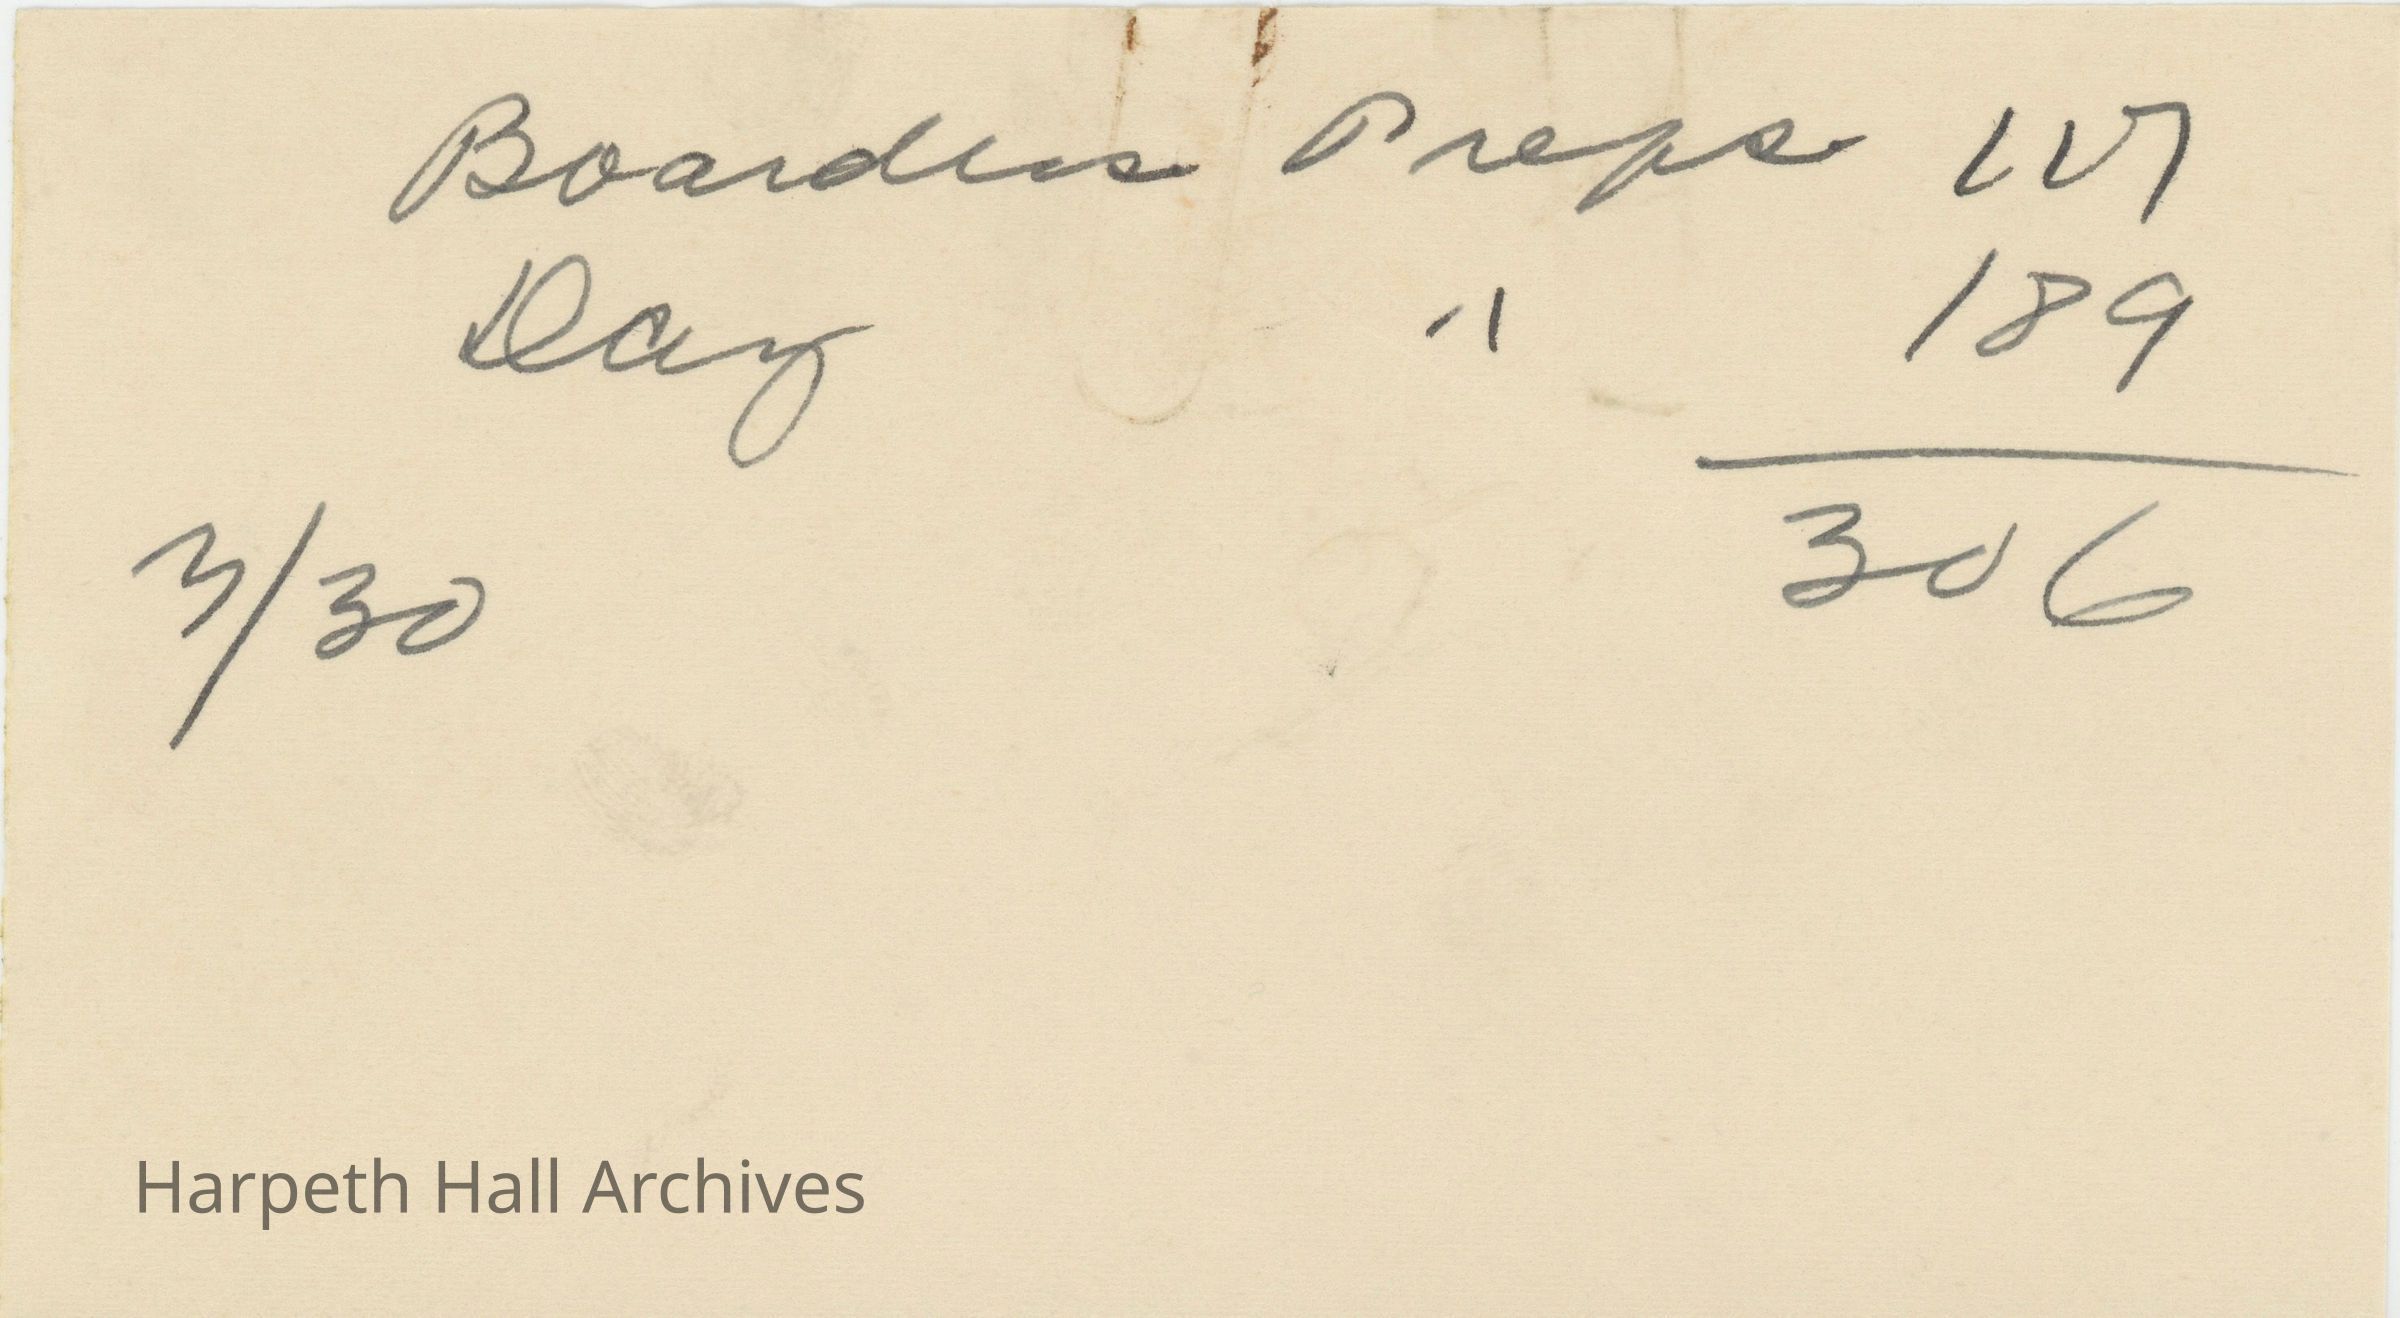 Boarders Preps 117
Day " 189
306
3/30
Harpeth Hall Archives